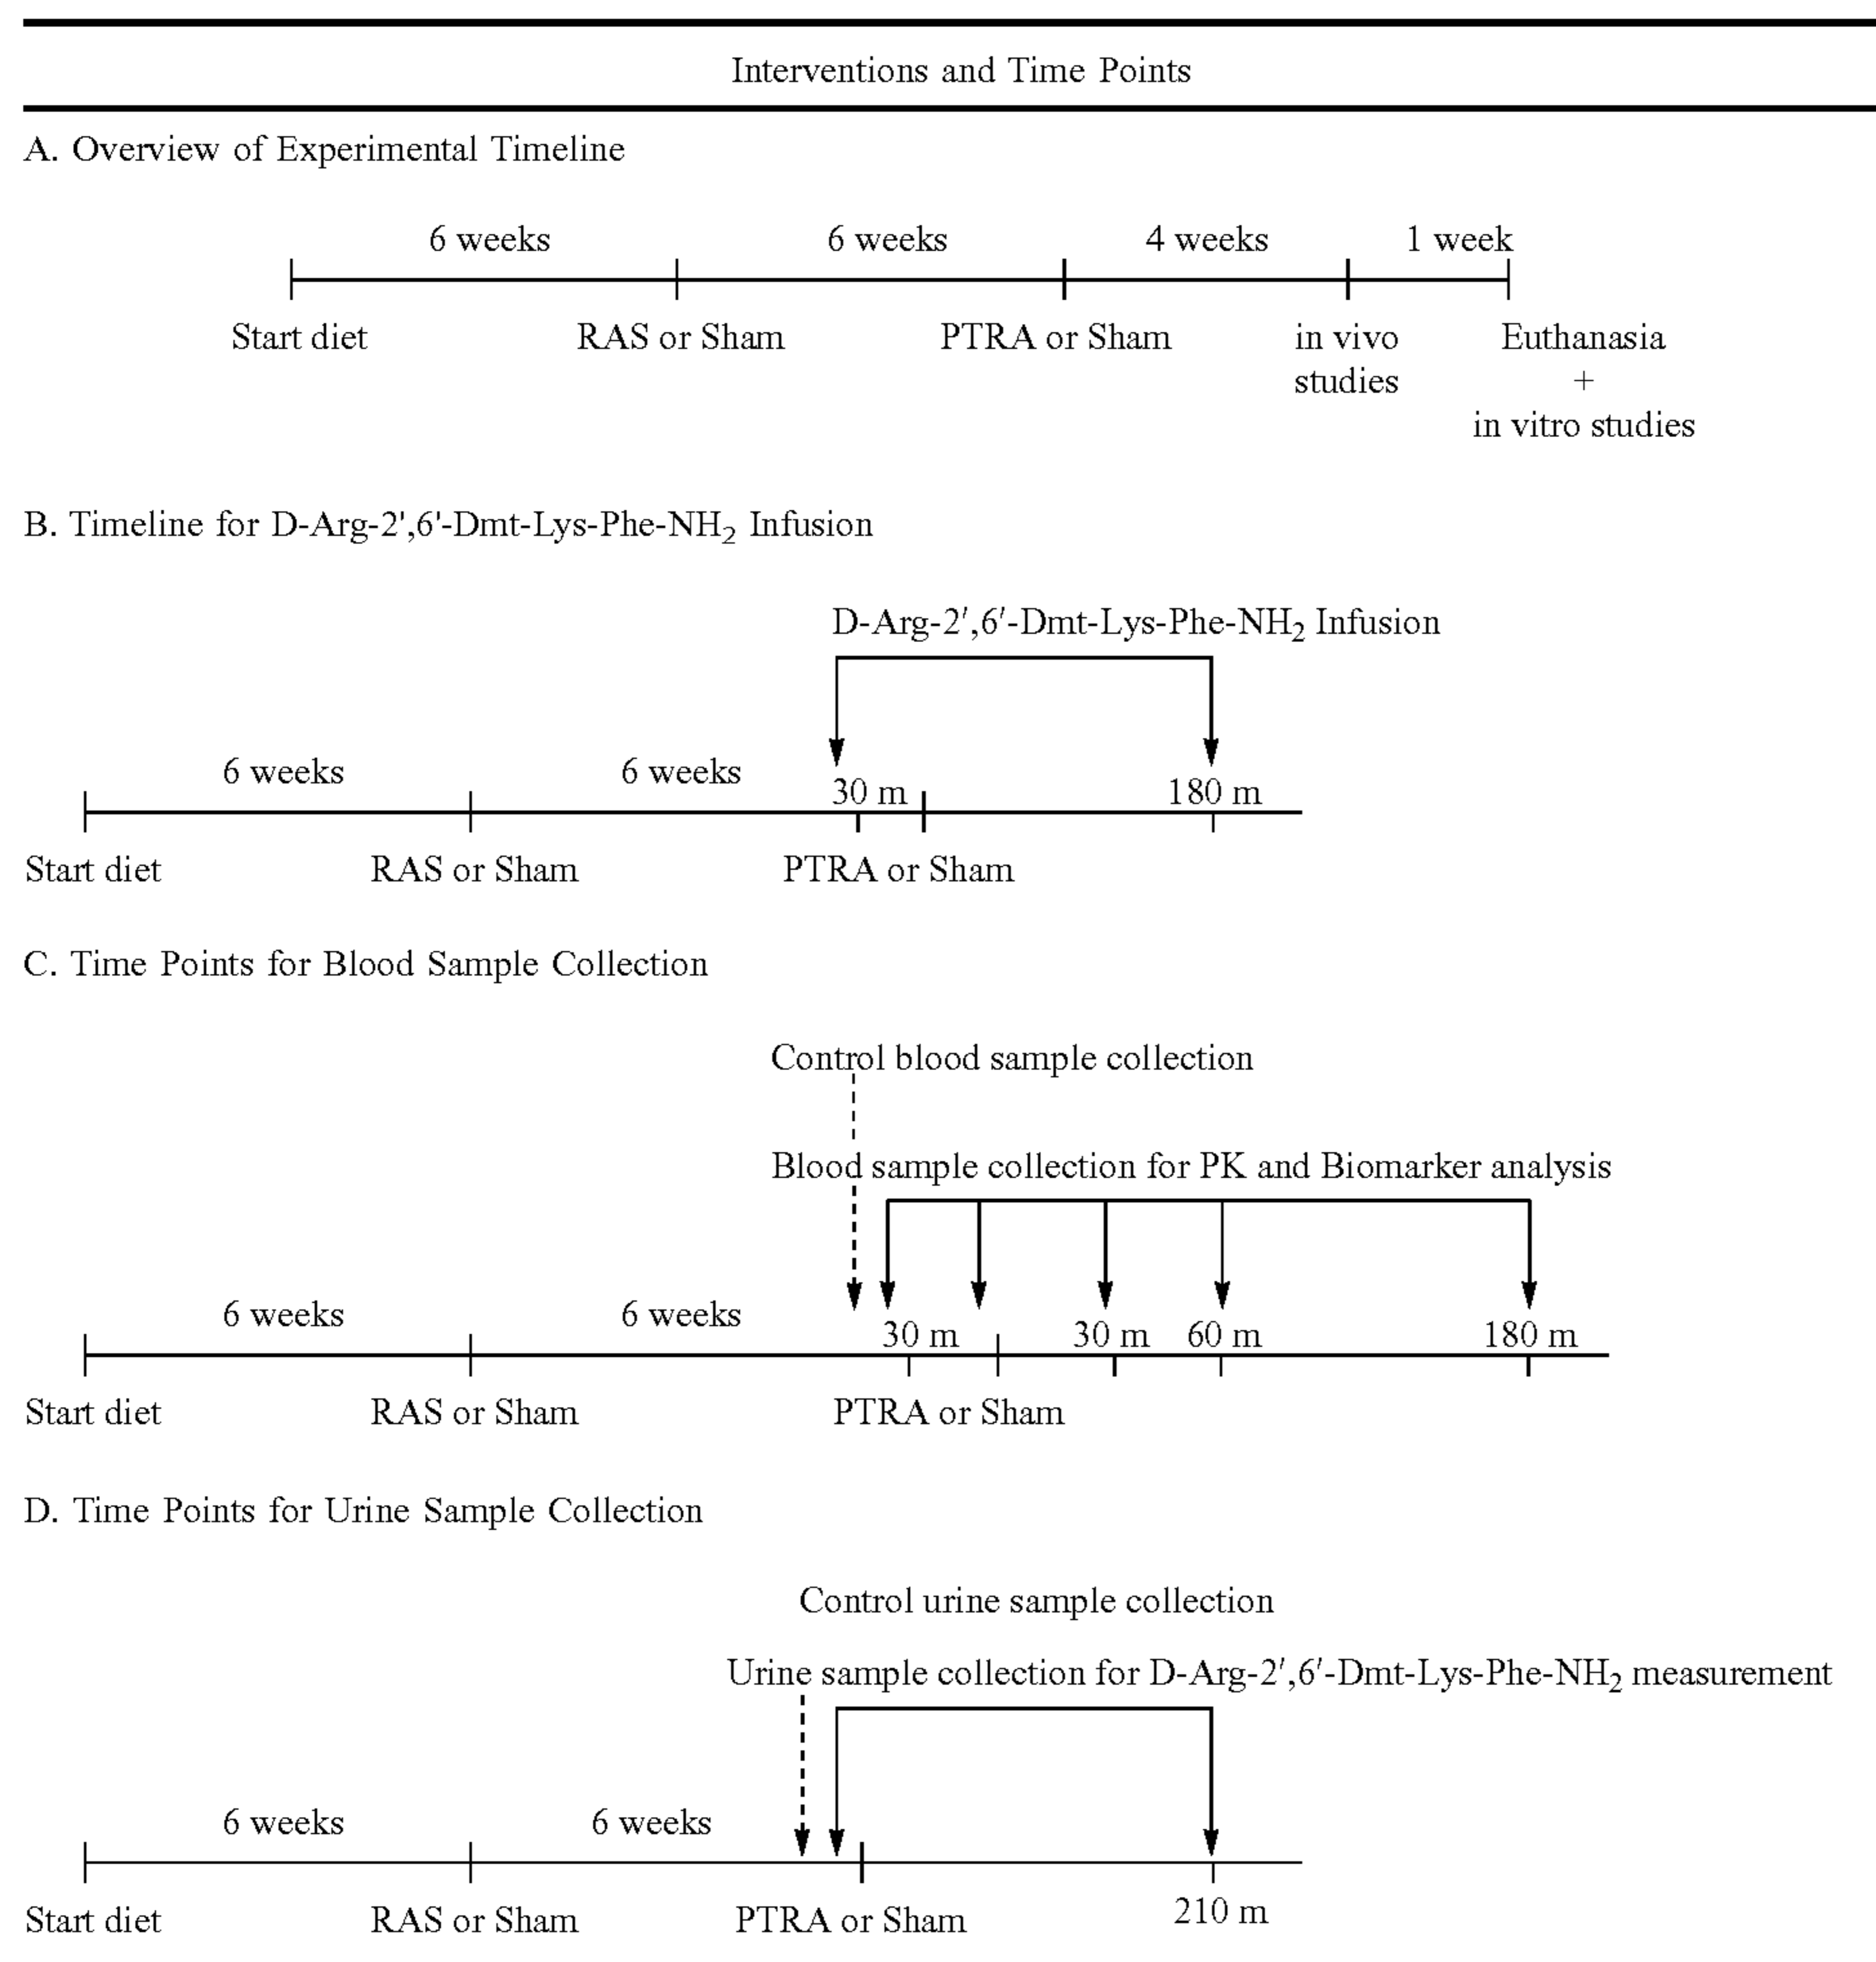 Interventions and Time Points
A. Overview of Experimental Timeline
6 weeks 6 weeks 4 weeks 1 week
Start diet RAS or Sham PTRA or Sham in vivo Euthanasia
studies +
in vitro studies
B. Timeline for D-Arg-2',6'-Dmt-Lys-Phe-NH₂ Infusion
D-Arg-2',6'-Dmt-Lys-Phe-NH₂ Infusion
6 weeks 6 weeks 30 m 180 m
Start diet RAS or Sham PTRA or Sham
C. Time Points for Blood Sample Collection
Control blood sample collection
Blood sample collection for PK and Biomarker analysis
6 weeks 6 weeks 30 m 30 m 60 m 180 m
Start diet RAS or Sham PTRA or Sham
D. Time Points for Urine Sample Collection
Control urine sample collection
Urine sample collection for D-Arg-2',6'-Dmt-Lys-Phe-NH₂ measurement
6 weeks 6 weeks
Start diet RAS or Sham PTRA or Sham 210 m